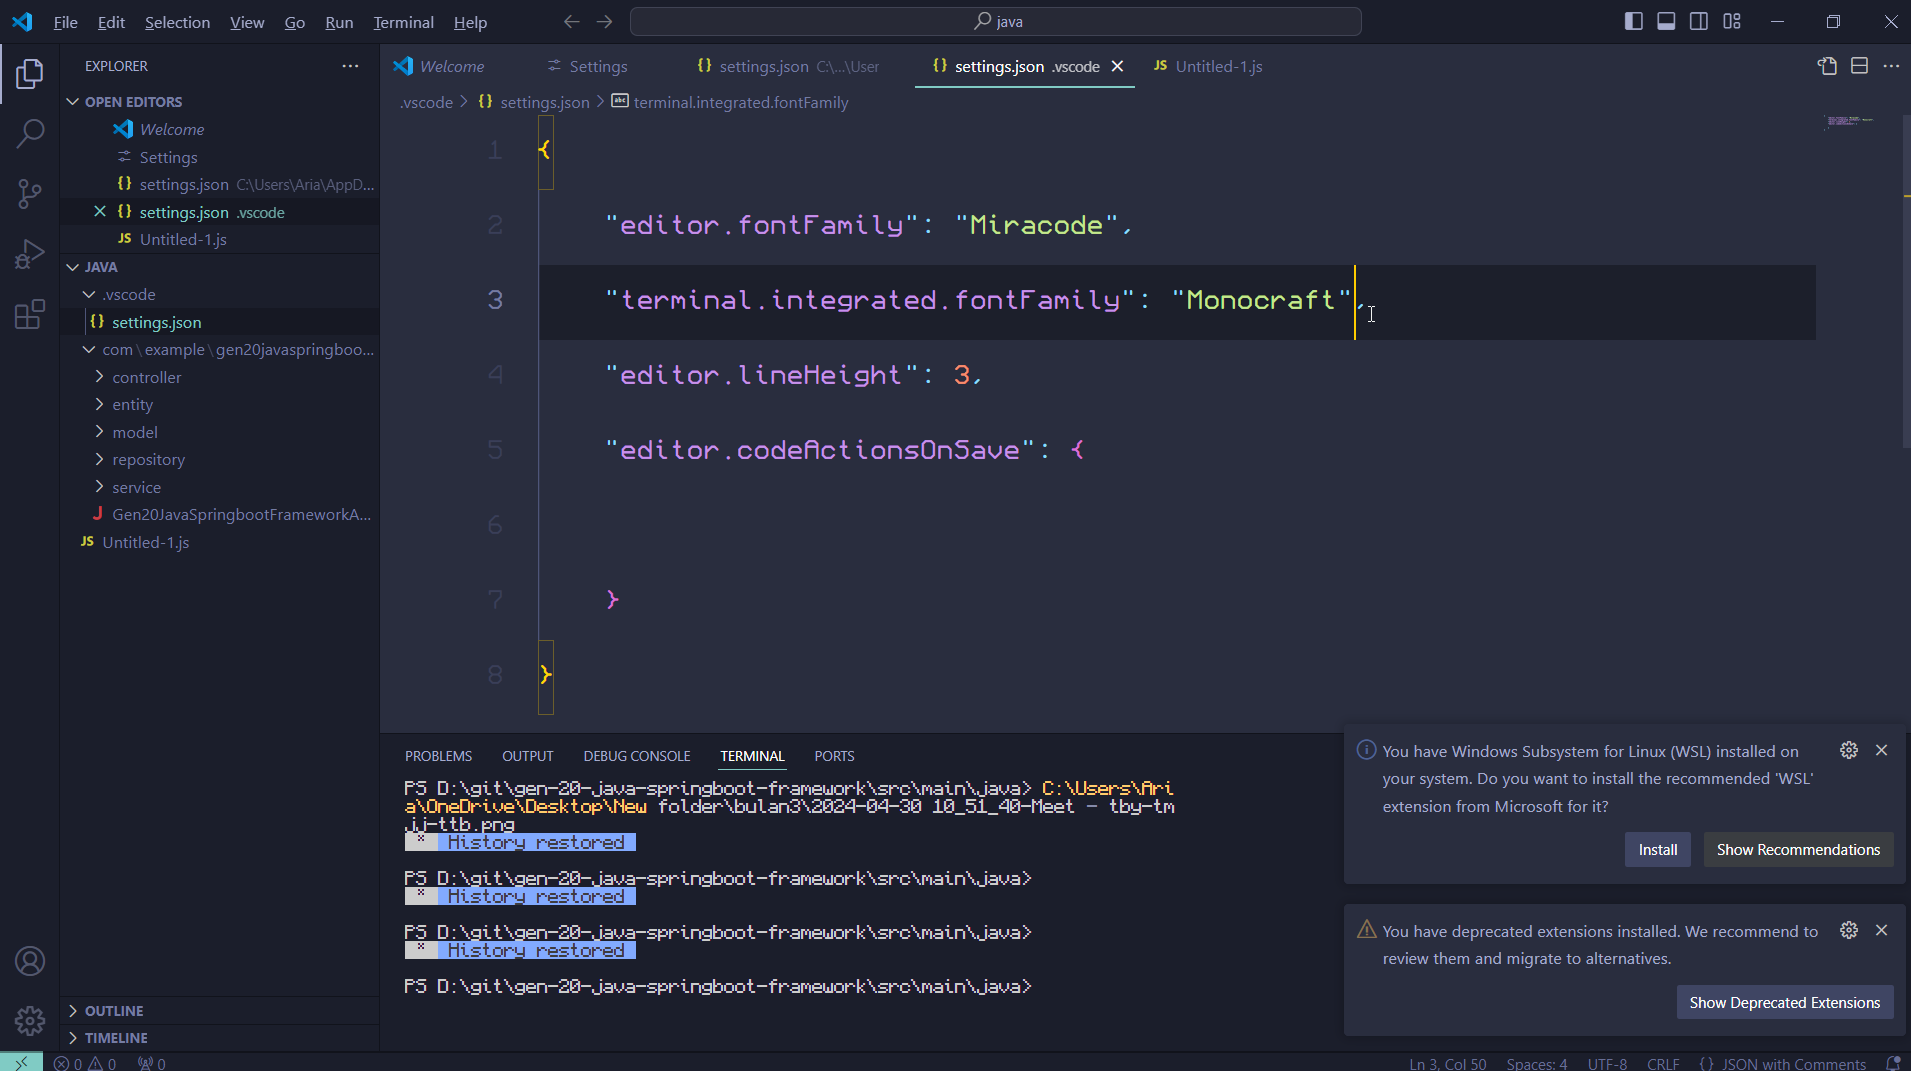 File Edit Selection View Go Run Terminal Help
java
EXPLORER
OPEN EDITORS
Welcome
Settings
settings.json C:\Users\Aria\AppD...
settings.json .vscode
JS Untitled-1.js
JAVA
.vscode
{} settings.json
com\example\gen20javaspringboo...
controller
entity
model
repository
service
J Gen20JavaSpringbootFrameworkA...
JS Untitled-1.js
OUTLINE
TIMELINE
Welcome Settings {} settings.json C:\...\User {} settings.json .vscode JS Untitled-1.js
.vscode > {} settings.json > abc terminal.integrated.fontFamily
1 {
2 "editor.fontFamily": "Miracode",
3 "terminal.integrated.fontFamily": "Monocraft",
4 "editor.lineHeight": 3,
5 "editor.codeActionsOnSave": {
6
7 }
8 }
PROBLEMS OUTPUT DEBUG CONSOLE TERMINAL PORTS
PS D:\git\gen-20-java-springboot-framework\src\main\java> C:\Users\Ari
a\OneDrive\Desktop\New folder\bulan3\2024-04-30 10_51_40-Meet - tby-tm
jj-ttb.png
* History restored
PS D:\git\gen-20-java-springboot-framework\src\main\java>
* History restored
PS D:\git\gen-20-java-springboot-framework\src\main\java>
* History restored
PS D:\git\gen-20-java-springboot-framework\src\main\java>
You have Windows Subsystem for Linux (WSL) installed on
your system. Do you want to install the recommended 'WSL'
extension from Microsoft for it?
Install Show Recommendations
You have deprecated extensions installed. We recommend to
review them and migrate to alternatives.
Show Deprecated Extensions
0 0 0 Ln 3, Col 50 Spaces: 4 UTF-8 CRLF {} JSON with Comments